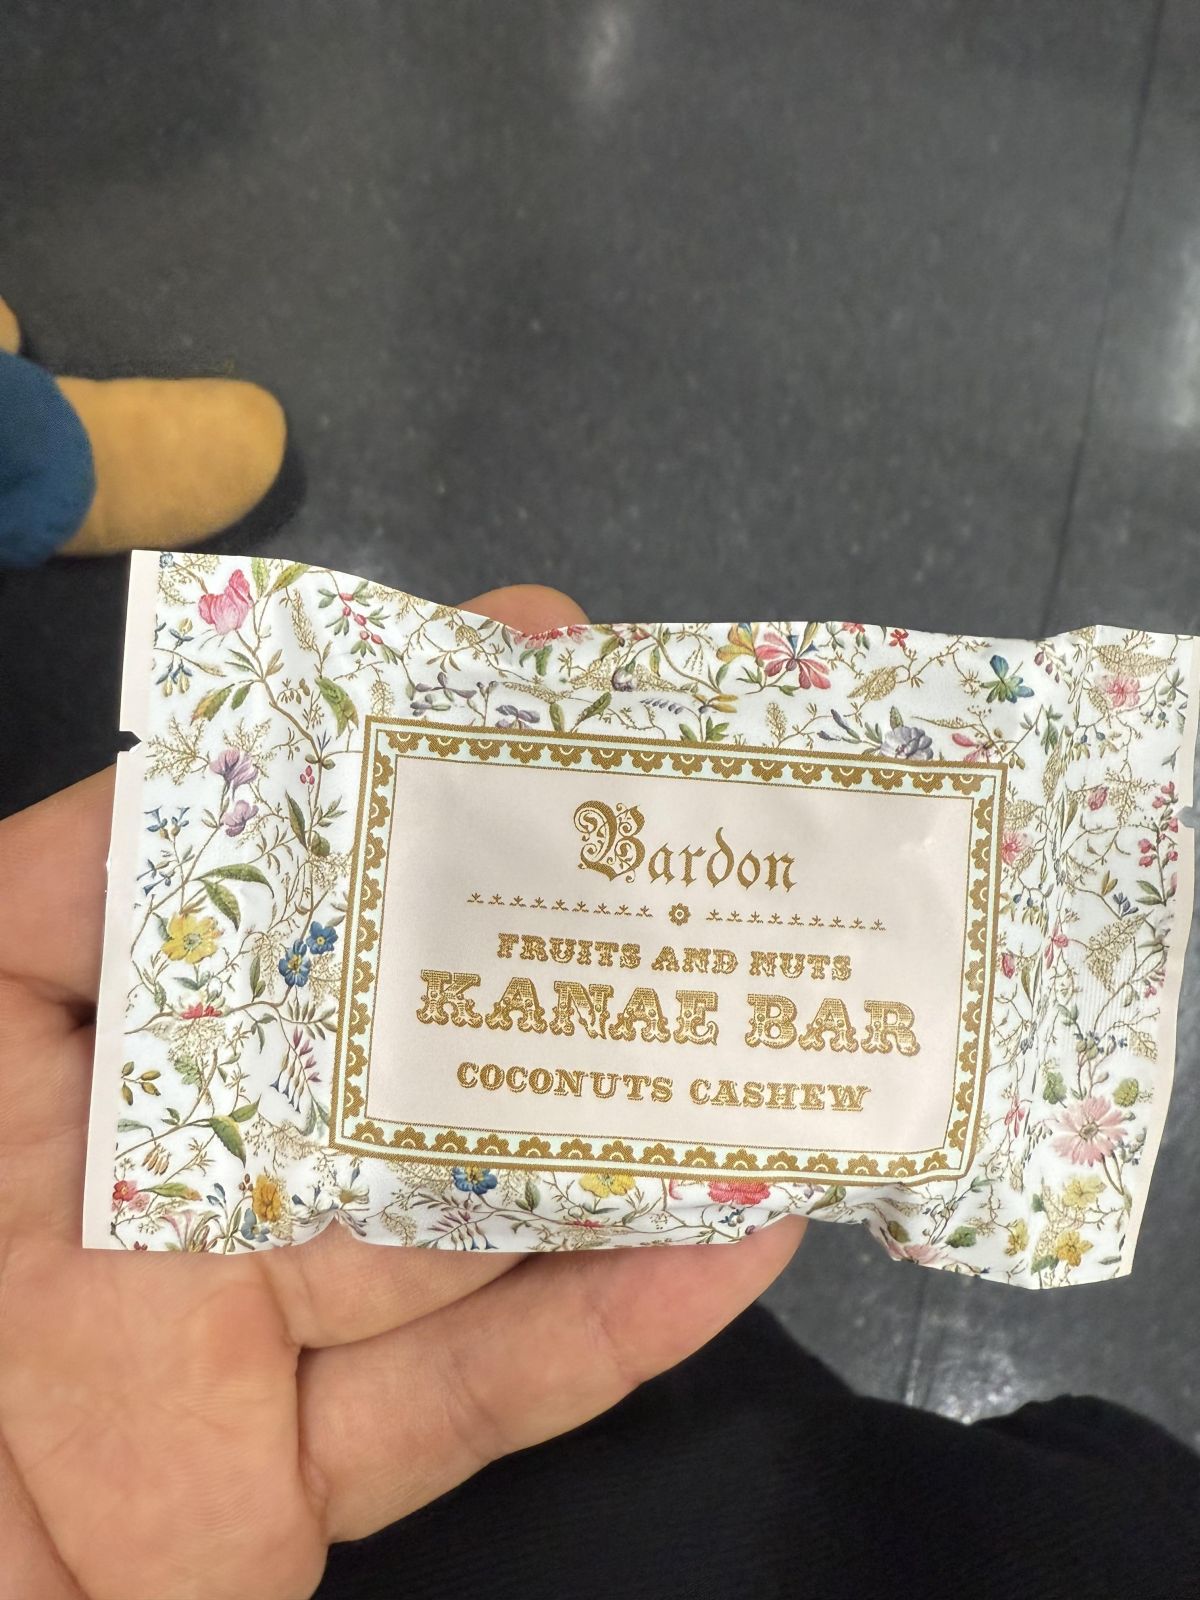 Bardon
FRUITS AND NUTS
KANAE BAR
COCONUTS CASHEW